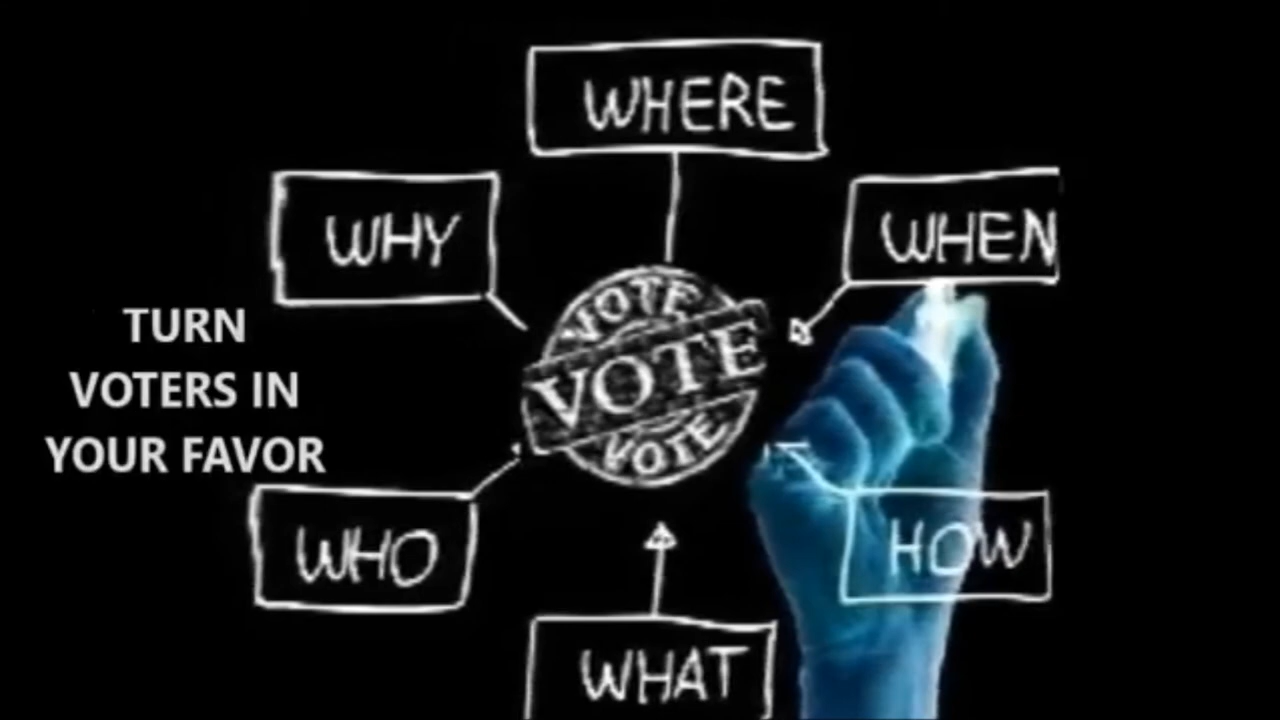 WHERE
WHY
WHEN
TURN
VOTERS IN
YOUR FAVOR
VOTE
VOTE
VOTE
WHO
HOW
WHAT